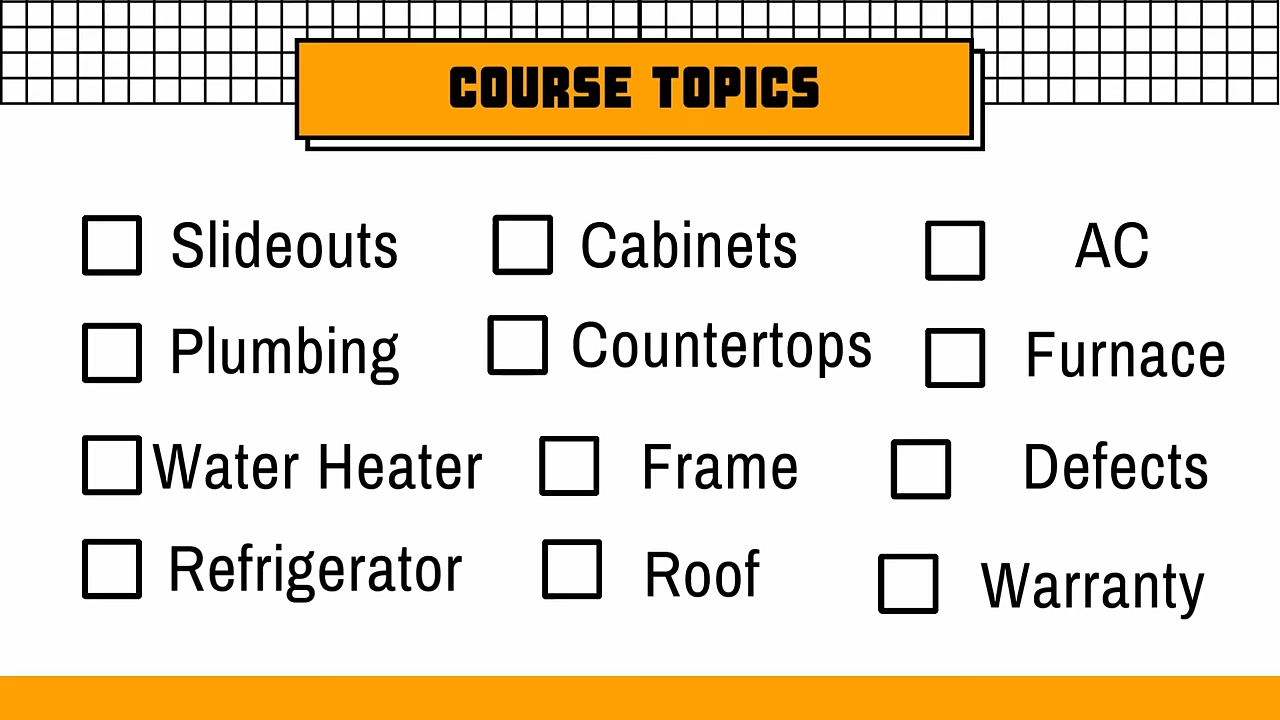 COURSE TOPICS
Slideouts Cabinets AC
Plumbing Countertops Furnace
Water Heater Frame Defects
Refrigerator Roof Warranty